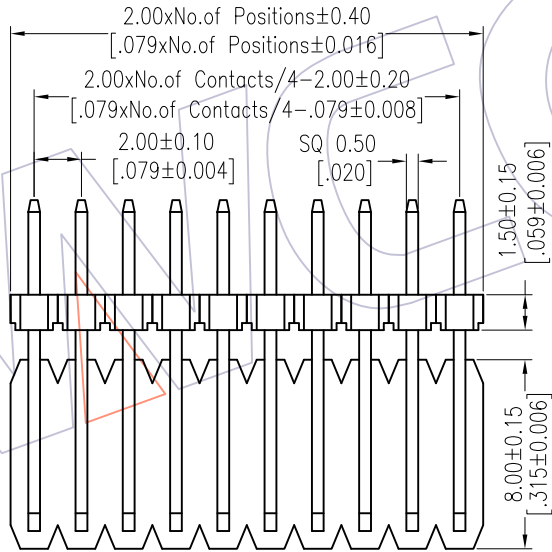 2.00xNo.of Positions±0.40
[.079xNo.of Positions±0.016]
2.00xNo.of Contacts/4-2.00±0.20
[.079xNo.of Contacts/4-.079±0.008]
2.00±0.10
[.079±0.004]
SQ 0.50
[.020]
1.50±0.15
[.059±0.006]
8.00±0.15
[.315±0.006]